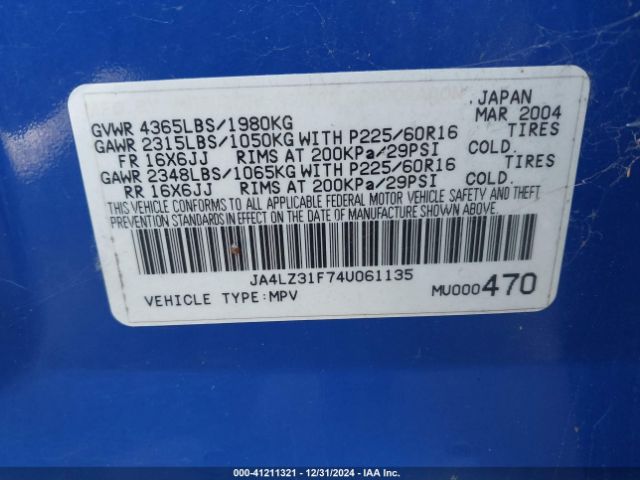 JAPAN
GVWR 4365LBS/1980KG MAR 2004
GAWR 2315LBS/1050KG WITH P225/60R16 TIRES
FR 16X6JJ RIMS AT 200KPa/29PSI COLD.
GAWR 2348LBS/1065KG WITH P225/60R16 TIRES
RR 16X6JJ RIMS AT 200KPa/29PSI COLD.
THIS VEHICLE CONFORMS TO ALL APPLICABLE FEDERAL MOTOR VEHICLE SAFETY AND THEFT
PREVENTION STANDARDS IN EFFECT ON THE DATE OF MANUFACTURE SHOWN ABOVE.
JA4LZ31F74U061135
VEHICLE TYPE:MPV MU000470
000-41211321 - 12/31/2024 - IAA Inc.